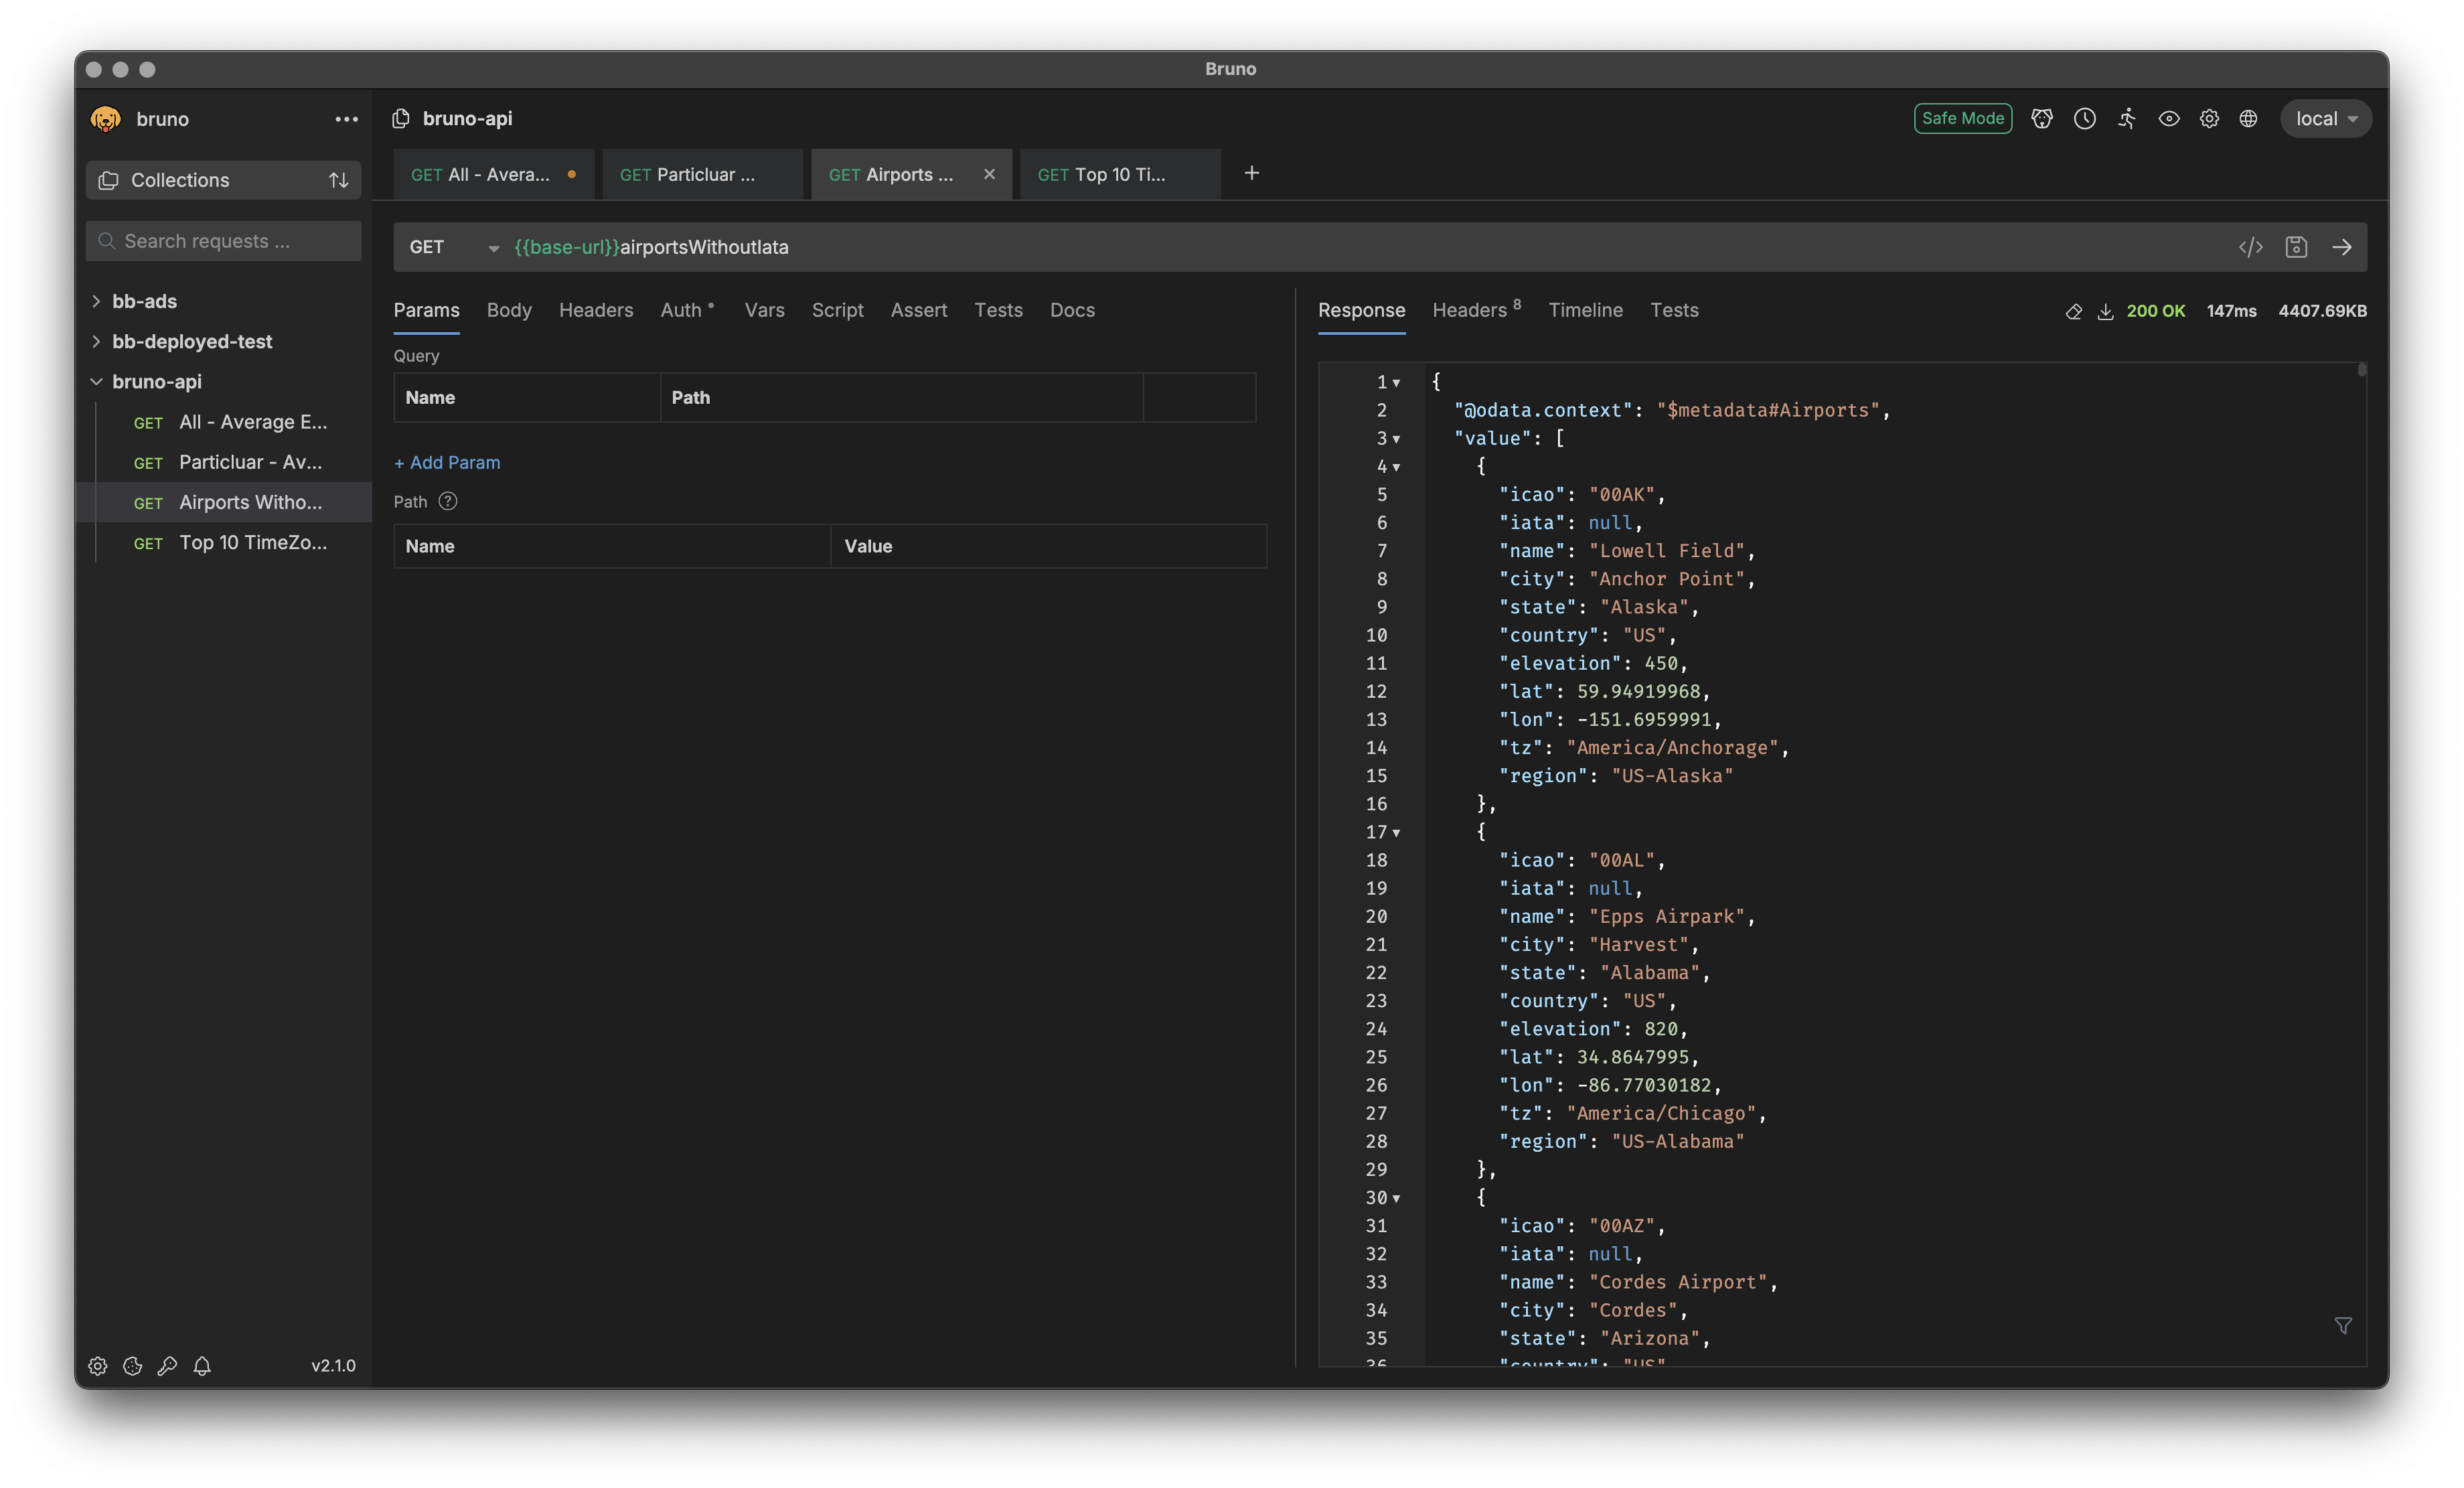 Bruno
bruno
bruno-api
Safe Mode
local
Collections
GET All - Avera...
GET Particluar ...
GET Airports ...
GET Top 10 Ti...
Search requests ...
GET {{base-url}}airportsWithoutIata
bb-ads
bb-deployed-test
bruno-api
GET All - Average E...
GET Particluar - Av...
GET Airports Witho...
GET Top 10 TimeZo...
v2.1.0
Params Body Headers Auth Vars Script Assert Tests Docs
Query
Name Path
+ Add Param
Path ?
Name Value
Response Headers 8 Timeline Tests
200 OK 147ms 4407.69KB
1 {
2 "@odata.context": "$metadata#Airports",
3 "value": [
4 {
5 "icao": "00AK",
6 "iata": null,
7 "name": "Lowell Field",
8 "city": "Anchor Point",
9 "state": "Alaska",
10 "country": "US",
11 "elevation": 450,
12 "lat": 59.94919968,
13 "lon": -151.6959991,
14 "tz": "America/Anchorage",
15 "region": "US-Alaska"
16 },
17 {
18 "icao": "00AL",
19 "iata": null,
20 "name": "Epps Airpark",
21 "city": "Harvest",
22 "state": "Alabama",
23 "country": "US",
24 "elevation": 820,
25 "lat": 34.8647995,
26 "lon": -86.77030182,
27 "tz": "America/Chicago",
28 "region": "US-Alabama"
29 },
30 {
31 "icao": "00AZ",
32 "iata": null,
33 "name": "Cordes Airport",
34 "city": "Cordes",
35 "state": "Arizona",
36 "country": "US"